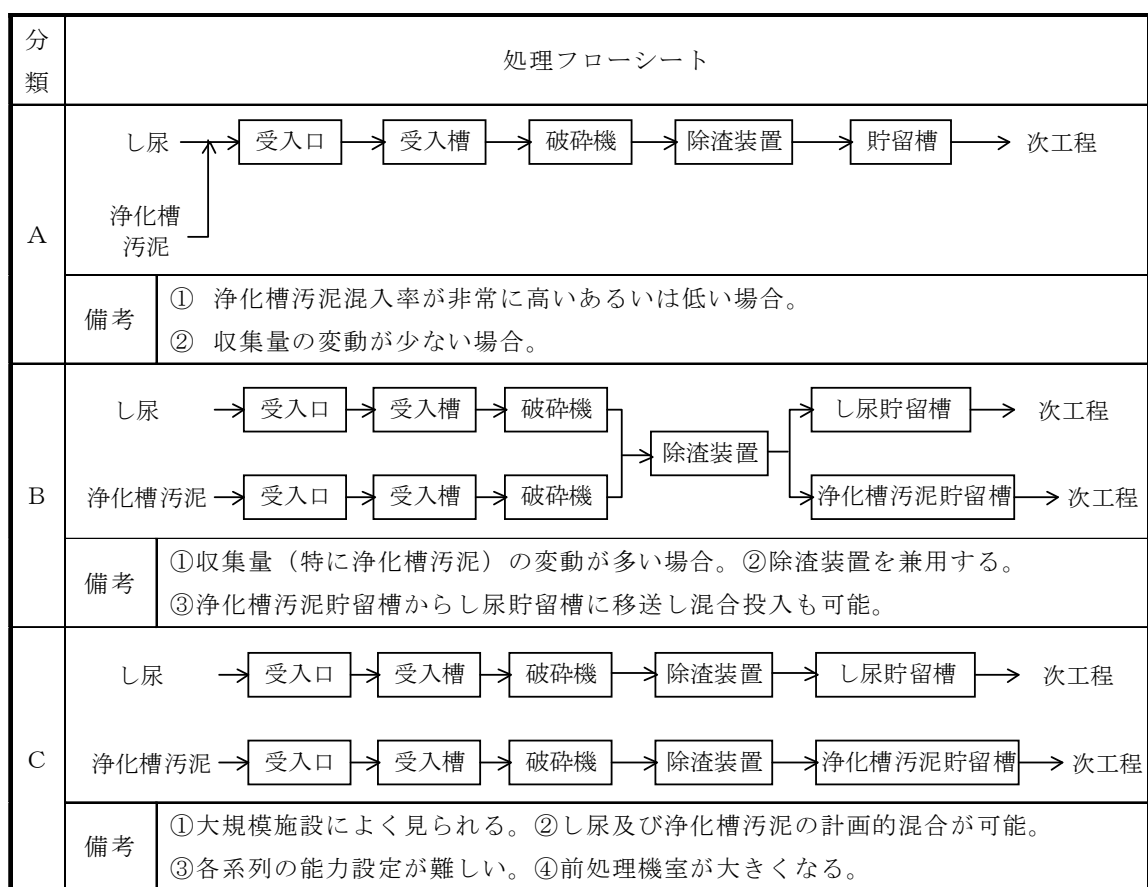 分類
処理フローシート
A
し尿 受入口 受入槽 破砕機 除渣装置 貯留槽 次工程
浄化槽
汚泥
備考
① 浄化槽汚泥混入率が非常に高いあるいは低い場合。
② 収集量の変動が少ない場合。
B
し尿 受入口 受入槽 破砕機 し尿貯留槽 次工程
除渣装置
浄化槽汚泥 受入口 受入槽 破砕機 浄化槽汚泥貯留槽 次工程
備考
①収集量(特に浄化槽汚泥)の変動が多い場合。②除渣装置を兼用する。
③浄化槽汚泥貯留槽からし尿貯留槽に移送し混合投入も可能。
C
し尿 受入口 受入槽 破砕機 除渣装置 し尿貯留槽 次工程
浄化槽汚泥 受入口 受入槽 破砕機 除渣装置 浄化槽汚泥貯留槽 次工程
備考
①大規模施設によく見られる。②し尿及び浄化槽汚泥の計画的混合が可能。
③各系列の能力設定が難しい。④前処理機室が大きくなる。